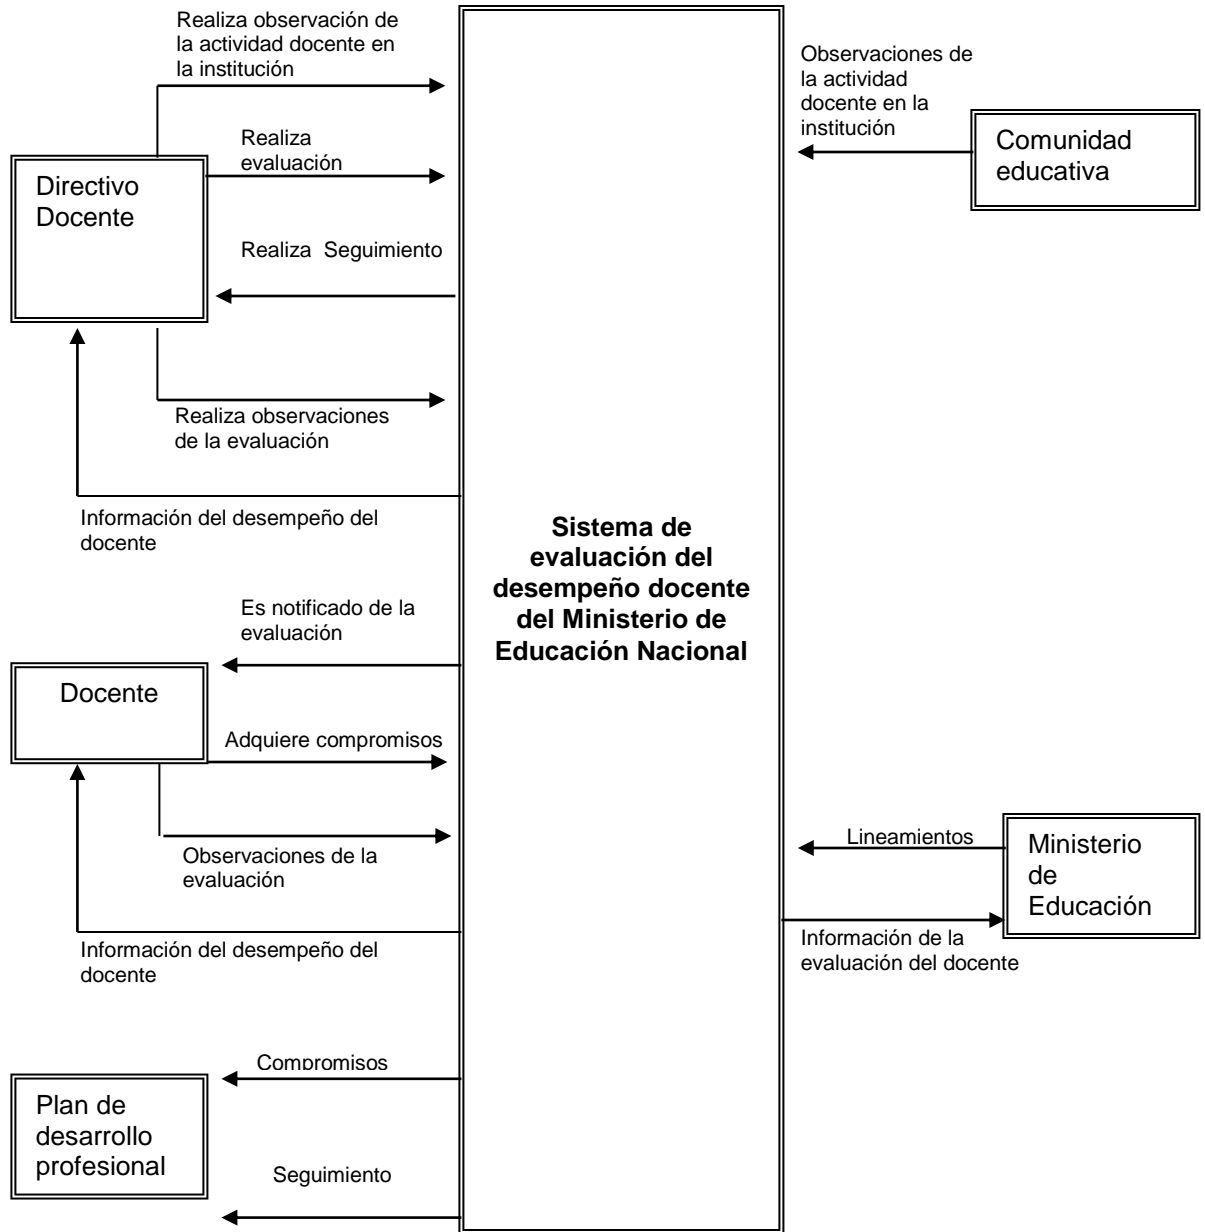 Realiza observación de
la actividad docente en
la institución
Realiza
evaluación
Directivo
Docente
Realiza Seguimiento
Realiza observaciones
de la evaluación
Información del desempeño del
docente
Es notificado de la
evaluación
Docente
Adquiere compromisos
Observaciones de la
evaluación
Información del desempeño del
docente
Compromisos
Plan de
desarrollo
profesional
Seguimiento
Sistema de
evaluación del
desempeño docente
del Ministerio de
Educación Nacional
Observaciones de
la actividad
docente en la
institución
Comunidad
educativa
Lineamientos
Ministerio
de
Educación
Información de la
evaluación del docente